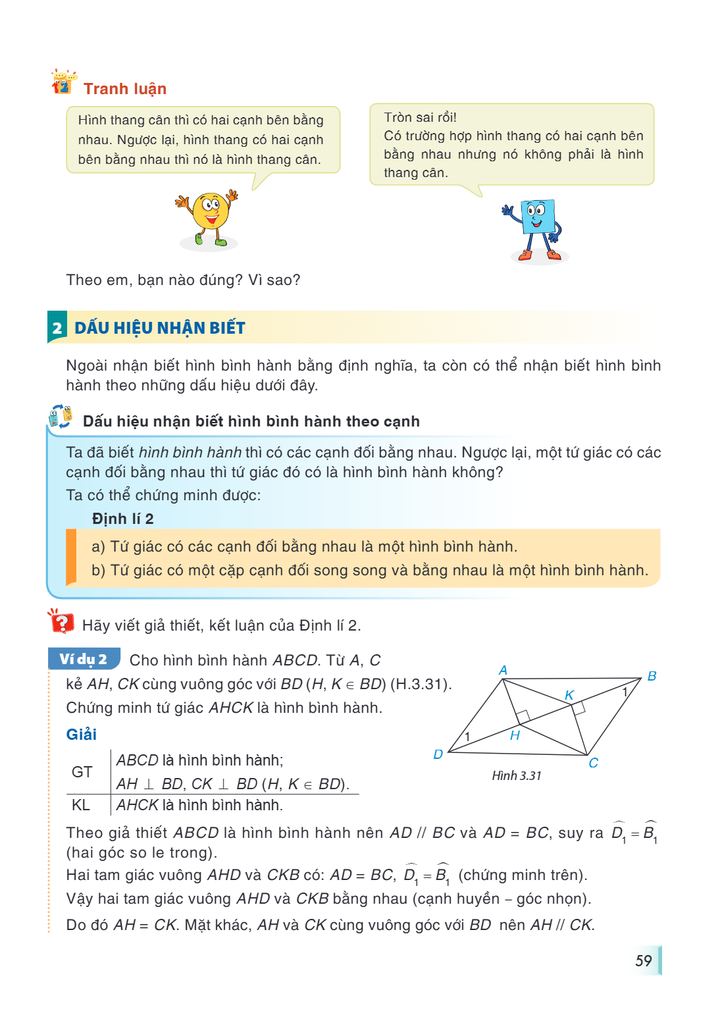 Tranh luận
Hình thang cân thì có hai cạnh bên bằng
nhau. Ngược lại, hình thang có hai cạnh
bên bằng nhau thì nó là hình thang cân.
Tròn sai rồi!
Có trường hợp hình thang có hai cạnh bên
bằng nhau nhưng nó không phải là hình
thang cân.
Theo em, bạn nào đúng? Vì sao?
2 DẤU HIỆU NHẬN BIẾT
Ngoài nhận biết hình bình hành bằng định nghĩa, ta còn có thể nhận biết hình bình
hành theo những dấu hiệu dưới đây.
Dấu hiệu nhận biết hình bình hành theo cạnh
Ta đã biết hình bình hành thì có các cạnh đối bằng nhau. Ngược lại, một tứ giác có các
cạnh đối bằng nhau thì tứ giác đó có là hình bình hành không?
Ta có thể chứng minh được:
Định lí 2
a) Tứ giác có các cạnh đối bằng nhau là một hình bình hành.
b) Tứ giác có một cặp cạnh đối song song và bằng nhau là một hình bình hành.
? Hãy viết giả thiết, kết luận của Định lí 2.
Ví dụ 2 Cho hình bình hành ABCD. Từ A, C
kẻ AH, CK cùng vuông góc với BD (H, K ∈ BD) (H.3.31).
Chứng minh tứ giác AHCK là hình bình hành.
A
B
K
1
1
H
D
C
Hình 3.31
Giải
GT
ABCD là hình bình hành;
AH ⊥ BD, CK ⊥ BD (H, K ∈ BD).
KL AHCK là hình bình hành.
Theo giả thiết ABCD là hình bình hành nên AD // BC và AD = BC, suy ra D̂₁ = B̂₁
(hai góc so le trong).
Hai tam giác vuông AHD và CKB có: AD = BC, D̂₁ = B̂₁ (chứng minh trên).
Vậy hai tam giác vuông AHD và CKB bằng nhau (cạnh huyền – góc nhọn).
Do đó AH = CK. Mặt khác, AH và CK cùng vuông góc với BD nên AH // CK.
59